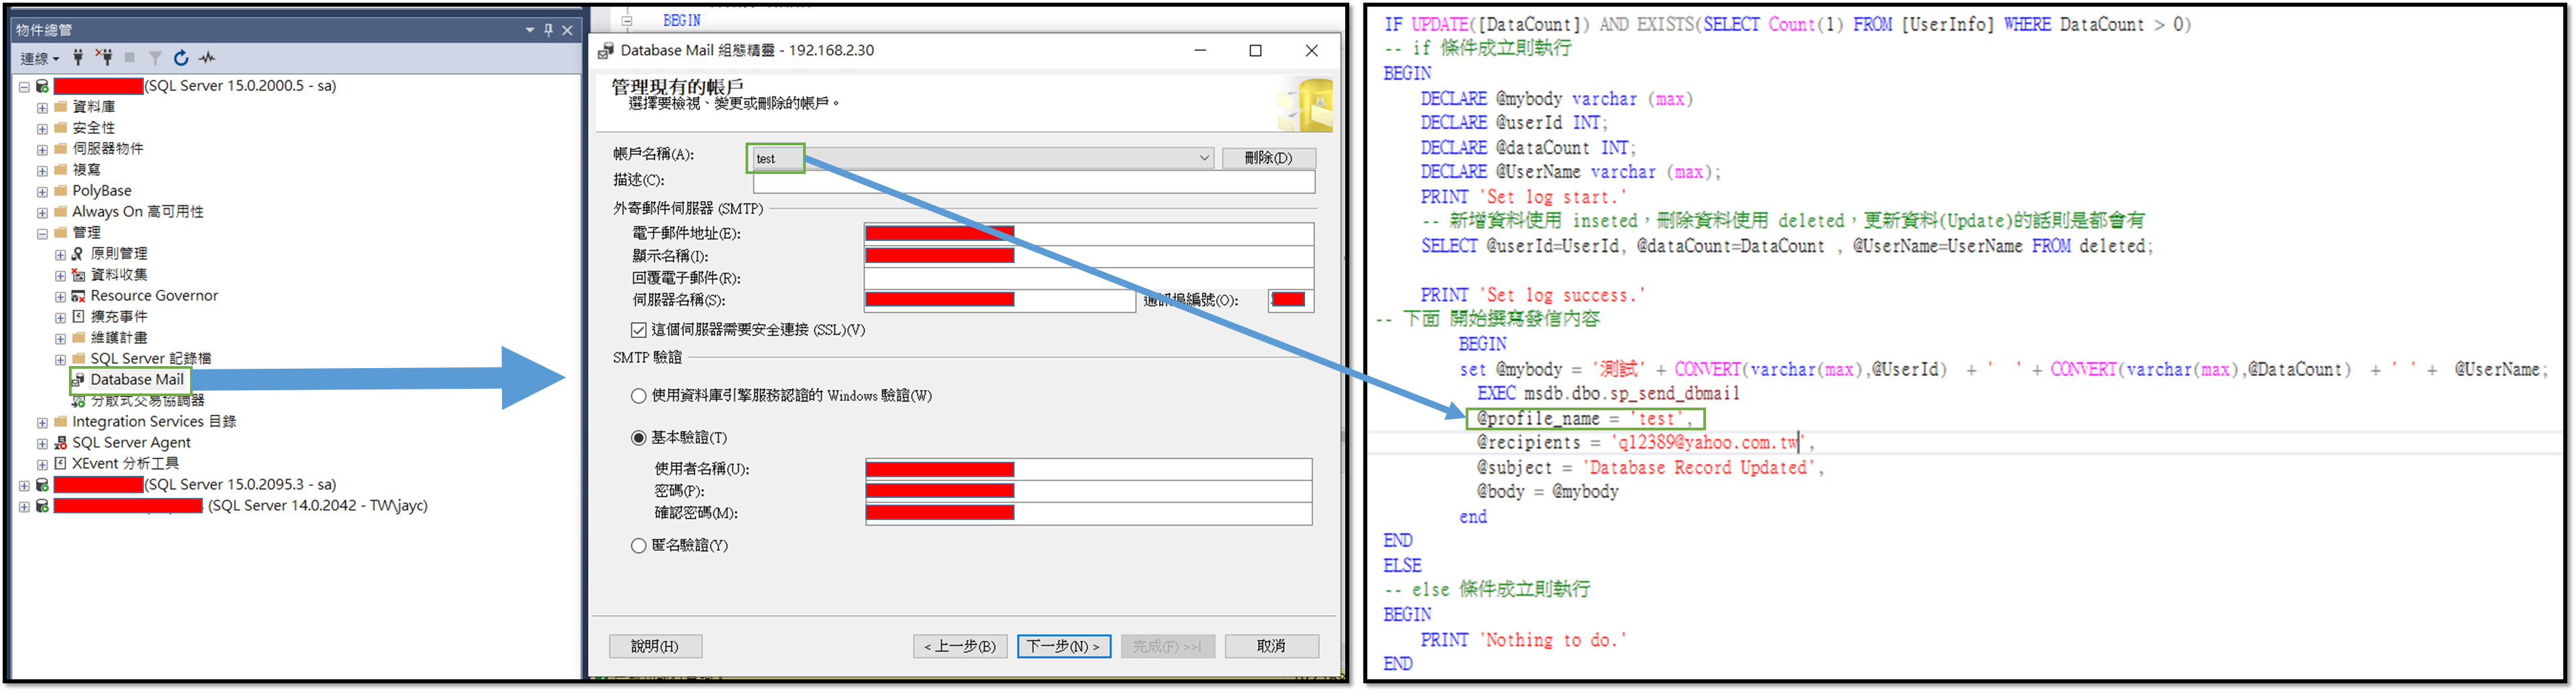 物件總管
連線
(SQL Server 15.0.2000.5 - sa)
資料庫
安全性
伺服器物件
複寫
PolyBase
Always On 高可用性
管理
原則管理
資料收集
Resource Governor
擴充事件
維護計畫
SQL Server 記錄檔
Database Mail
分散式交易協調器
Integration Services 目錄
SQL Server Agent
XEvent 分析工具
(SQL Server 15.0.2095.3 - sa)
(SQL Server 14.0.2042 - TW\jayc)
BEGIN
Database Mail 組態精靈 - 192.168.2.30
管理現有的帳戶
選擇要檢視、變更或刪除的帳戶。
帳戶名稱(A):
test
刪除(D)
描述(C):
外寄郵件伺服器 (SMTP)
電子郵件地址(E):
顯示名稱(I):
回覆電子郵件(R):
伺服器名稱(S):
通訊埠編號(O):
這個伺服器需要安全連接 (SSL)(V)
SMTP 驗證
使用資料庫引擎服務認證的 Windows 驗證(W)
基本驗證(T)
使用者名稱(U):
密碼(P):
確認密碼(M):
匿名驗證(Y)
說明(H)
< 上一步(B)
下一步(N) >
完成(F) >>|
取消
IF UPDATE([DataCount]) AND EXISTS(SELECT Count(1) FROM [UserInfo] WHERE DataCount > 0)
-- if 條件成立則執行
BEGIN
DECLARE @mybody varchar (max)
DECLARE @userId INT;
DECLARE @dataCount INT;
DECLARE @UserName varchar (max);
PRINT 'Set log start.'
-- 新增資料使用 inseted，刪除資料使用 deleted，更新資料(Update)的話則是都會有
SELECT @userId=UserId, @dataCount=DataCount , @UserName=UserName FROM deleted;
PRINT 'Set log success.'
-- 下面 開始撰寫發信內容
BEGIN
set @mybody = '測試' + CONVERT(varchar(max),@UserId) + ' ' + CONVERT(varchar(max),@DataCount) + ' ' + @UserName;
EXEC msdb.dbo.sp_send_dbmail
@profile_name = 'test',
@recipients = 'q12389@yahoo.com.tw',
@subject = 'Database Record Updated',
@body = @mybody
end
END
ELSE
-- else 條件成立則執行
BEGIN
PRINT 'Nothing to do.'
END